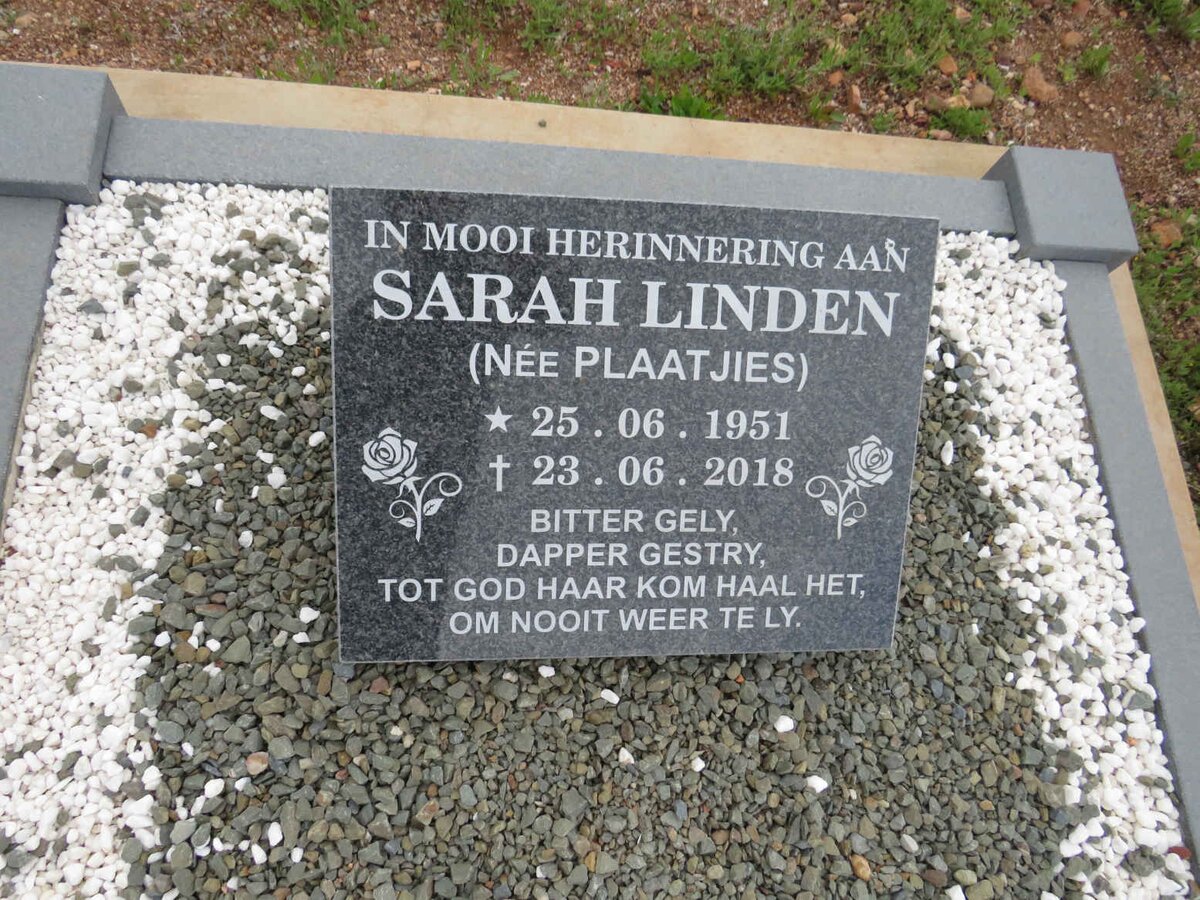 IN MOOI HERINNERING AAN
SARAH LINDEN
(NÉE PLAATJIES)
★ 25 . 06 . 1951
† 23 . 06 . 2018
BITTER GELY,
DAPPER GESTRY,
TOT GOD HAAR KOM HAAL HET,
OM NOOIT WEER TE LY.